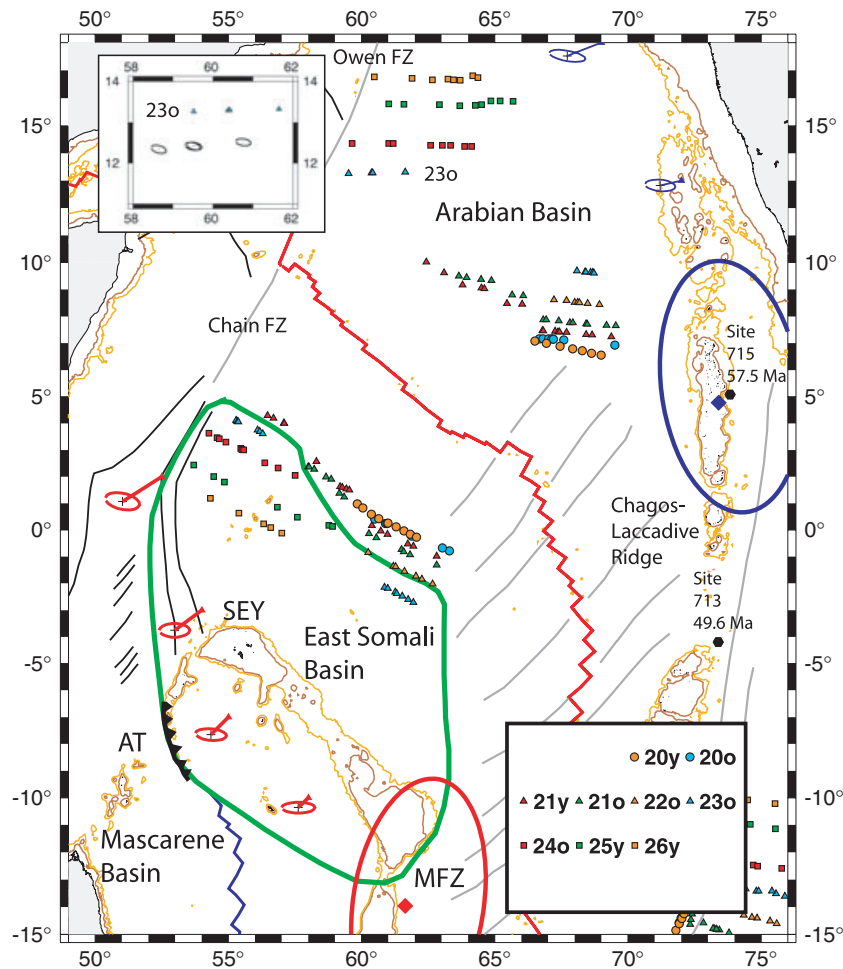 50° 55° 60° 65° 70° 75°
Owen FZ
58 60 62
14 14
23o
12 12
58 60 62
15° 15°
23o
Arabian Basin
10° 10°
Chain FZ
Site
715
57.5 Ma
5° 5°
Chagos-
Laccadive
Ridge
0° 0°
Site
713
49.6 Ma
SEY
East Somali
Basin
-5° -5°
AT
20y 20o
21y 21o 22o 23o
24o 25y 26y
-10° -10°
Mascarene
Basin
MFZ
-15° -15°
50° 55° 60° 65° 70° 75°